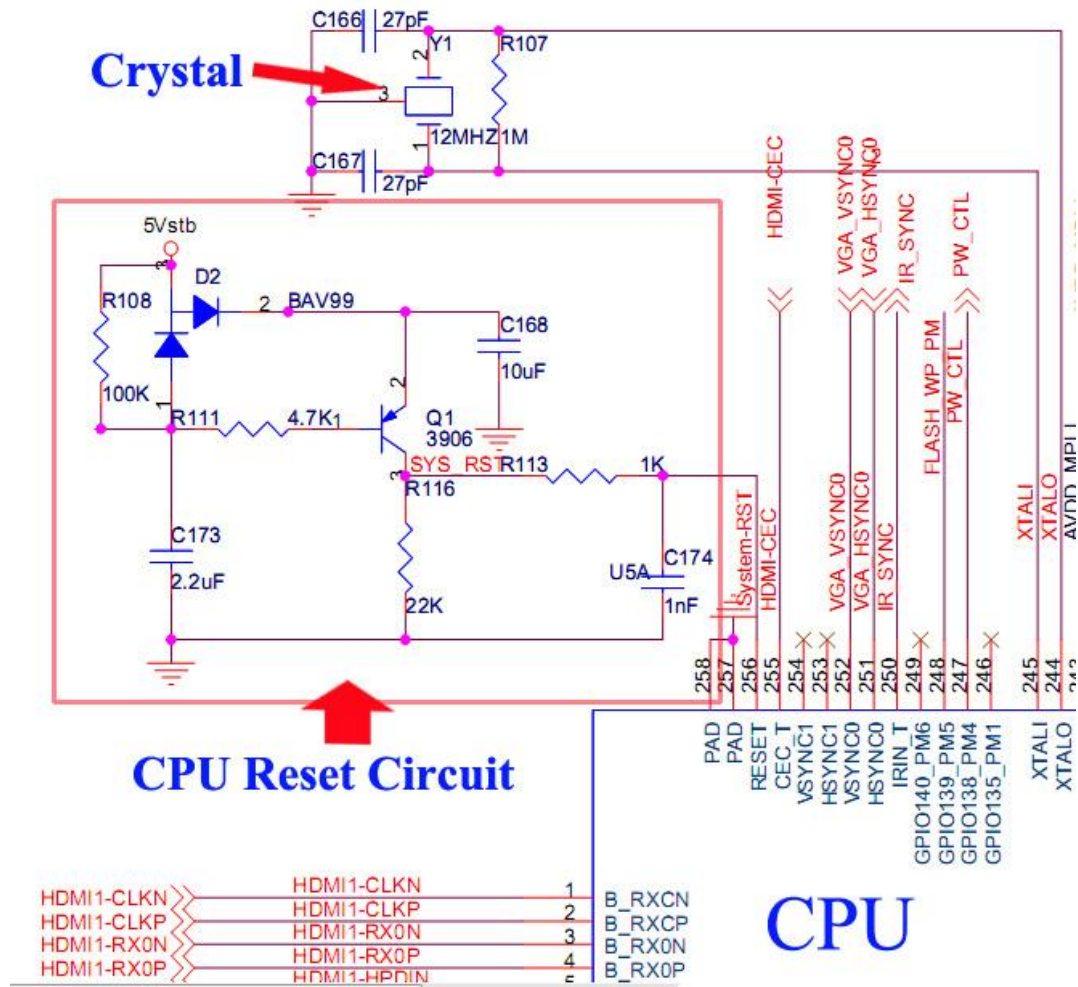 C166
27pF
Y1
R107
2
Crystal
3
12MHZ
1M
1
C167
27pF
5Vstb
3
D2
R108
2
BAV99
C168
10uF
100K
1
R111
4.7K
1
2
Q1
3906
3
SYS_RST
R113
1K
R116
C173
2.2uF
22K
U5A
C174
1nF
System-RST
HDMI-CEC
HDMI-CEC
VGA_VSYNC0
VGA_HSYNC0
IR_SYNC
PW_CTL
VGA_VSYNC0
VGA_HSYNC0
IR_SYNC
FLASH_WP_PM
PW_CTL
XTALI
XTALO
AVDD_MPLL
258
257
256
255
254
253
252
251
250
249
248
247
246
245
244
243
PAD
PAD
RESET
CEC_T
VSYNC1
HSYNC1
VSYNC0
HSYNC0
IRIN_T
GPIO140_PM6
GPIO139_PM5
GPIO138_PM4
GPIO135_PM1
XTALI
XTALO
CPU Reset Circuit
CPU
HDMI1-CLKN
HDMI1-CLKN
1
B_RXCN
HDMI1-CLKP
HDMI1-CLKP
2
B_RXCP
HDMI1-RX0N
HDMI1-RX0N
3
B_RX0N
HDMI1-RX0P
HDMI1-RX0P
4
B_RX0P
HDMI1-HPDIN
5